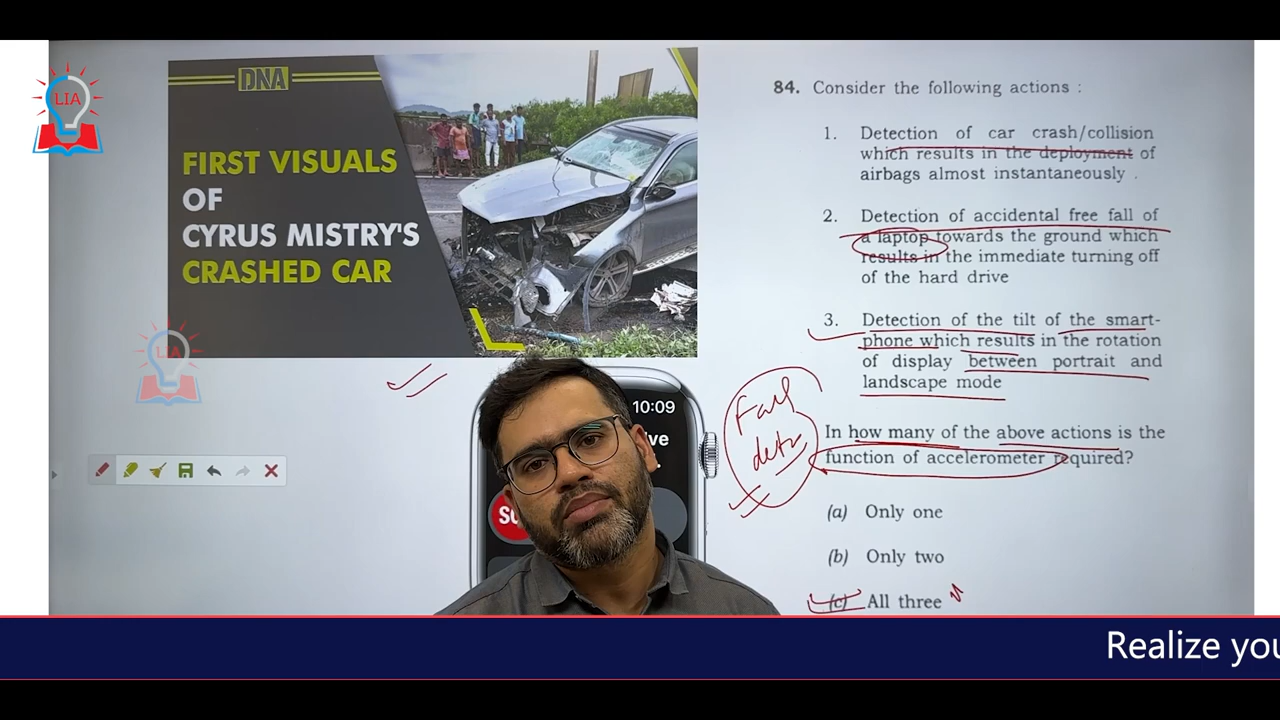 LIA
DNA
FIRST VISUALS
OF
CYRUS MISTRY'S
CRASHED CAR
LIA
10:09
84. Consider the following actions :
1. Detection of car crash/collision
which results in the deployment of
airbags almost instantaneously .
2. Detection of accidental free fall of
a laptop towards the ground which
results in the immediate turning off
of the hard drive
3. Detection of the tilt of the smart-
phone which results in the rotation
of display between portrait and
landscape mode
Fall
In how many of the above actions is the
function of accelerometer required?
(a) Only one
(b) Only two
(c) All three
Realize you